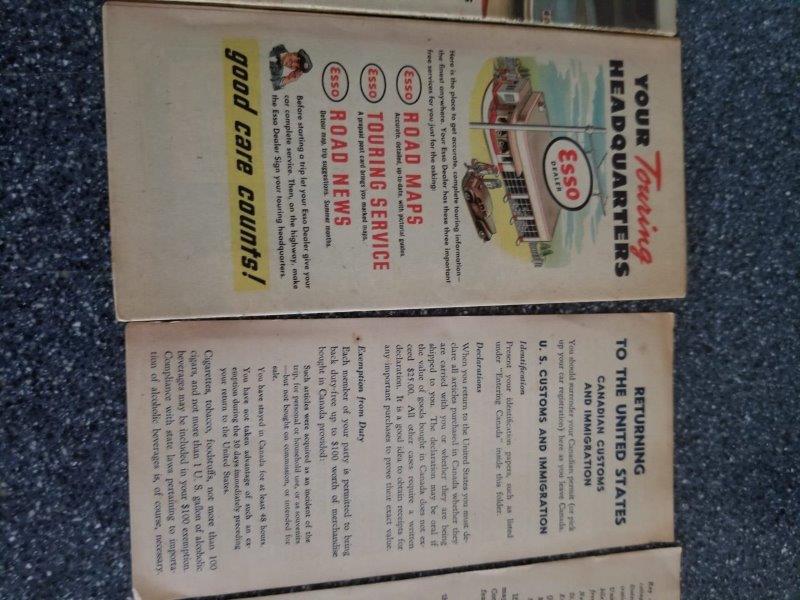 YOUR Touring
HEADQUARTERS
Esso
DEALER
Here is the place to get accurate, complete touring information—
the finest anywhere. Your Esso Dealer has these three important
free services for you just for the asking:
Esso ROAD MAPS
Accurate, detailed, up-to-date, with pictorial guides.
Esso TOURING SERVICE
A prepaid post card brings you marked maps.
Esso ROAD NEWS
Detour map, trip suggestions. Summer months.
Before starting a trip let your Esso Dealer give your
car complete service. Then, on the highway, make
the Esso Dealer Sign your touring headquarters.
good care counts!
RETURNING
TO THE UNITED STATES
CANADIAN CUSTOMS
AND IMMIGRATION
You should surrender your Canadian permit (or pick
up your car registration) here as you leave Canada.
U. S. CUSTOMS AND IMMIGRATION
Identification
Present your identification papers, such as listed
under "Entering Canada" inside this folder.
Declarations
When you return to the United States you must de-
clare all articles purchased in Canada whether they
are carried with you or whether they are being
shipped to you. The declaration may be oral if
the value of goods bought in Canada does not ex-
ceed $25.00. All other cases require a written
declaration. It is a good idea to obtain receipts for
any important purchases to prove their exact value.
Exemption from Duty
Each member of your party is permitted to bring
back duty-free up to $100 worth of merchandise
bought in Canada provided:
Such articles were acquired as an incident of the
trip, for personal or household use, or as souvenirs
—but not bought on commission, or intended for
sale.
You have stayed in Canada for at least 48 hours.
You have not taken advantage of such an ex-
emption during the 30 days immediately preceding
your return to the United States.
Cigarettes, tobacco, foodstuffs, not more than 100
cigars, and not more than 1 U. S. gallon of alcoholic
beverages may be included in your $100 exemption.
Compliance with state laws pertaining to importa-
tion of alcoholic beverages is, of course, necessary.